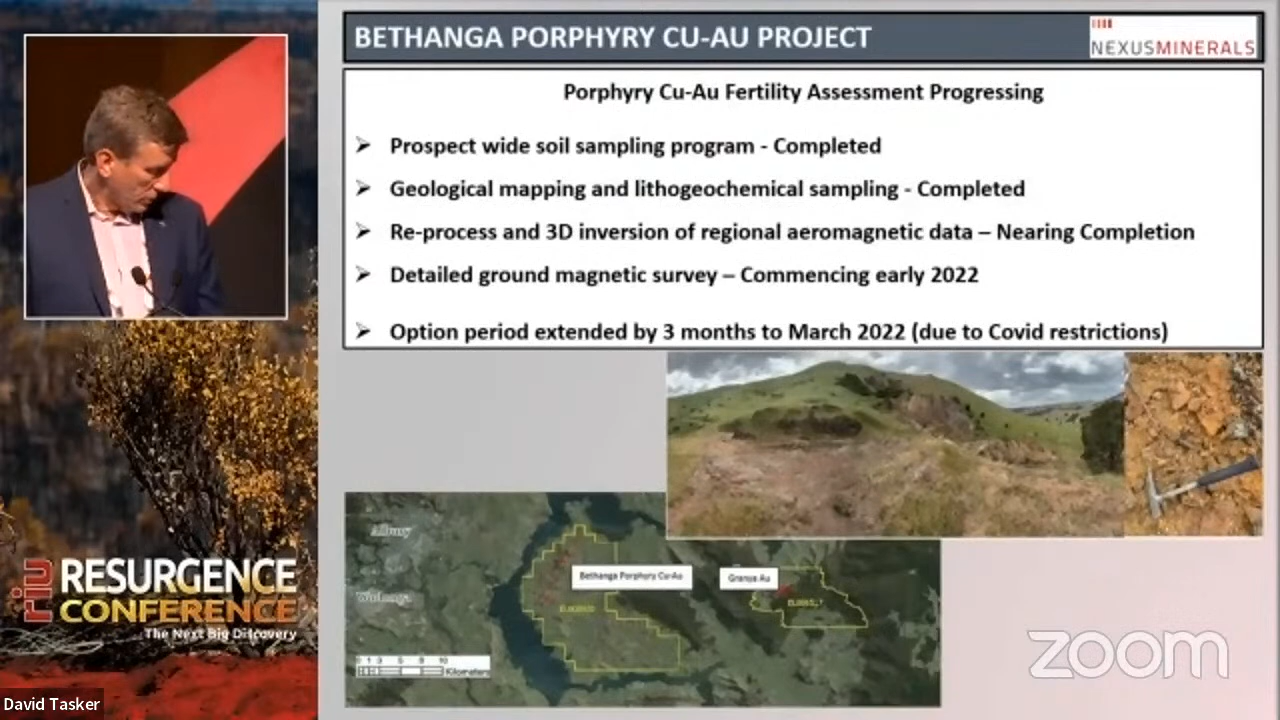 BETHANGA PORPHYRY CU-AU PROJECT
NEXUSMINERALS
Porphyry Cu-Au Fertility Assessment Progressing
➢ Prospect wide soil sampling program - Completed
➢ Geological mapping and lithogeochemical sampling - Completed
➢ Re-process and 3D inversion of regional aeromagnetic data – Nearing Completion
➢ Detailed ground magnetic survey – Commencing early 2022
➢ Option period extended by 3 months to March 2022 (due to Covid restrictions)
Albury
Wodonga
Bethanga Porphyry Cu-Au
Granya Au
Kilometers
riu RESURGENCE
CONFERENCE
The Next Big Discovery
zoom
David Tasker